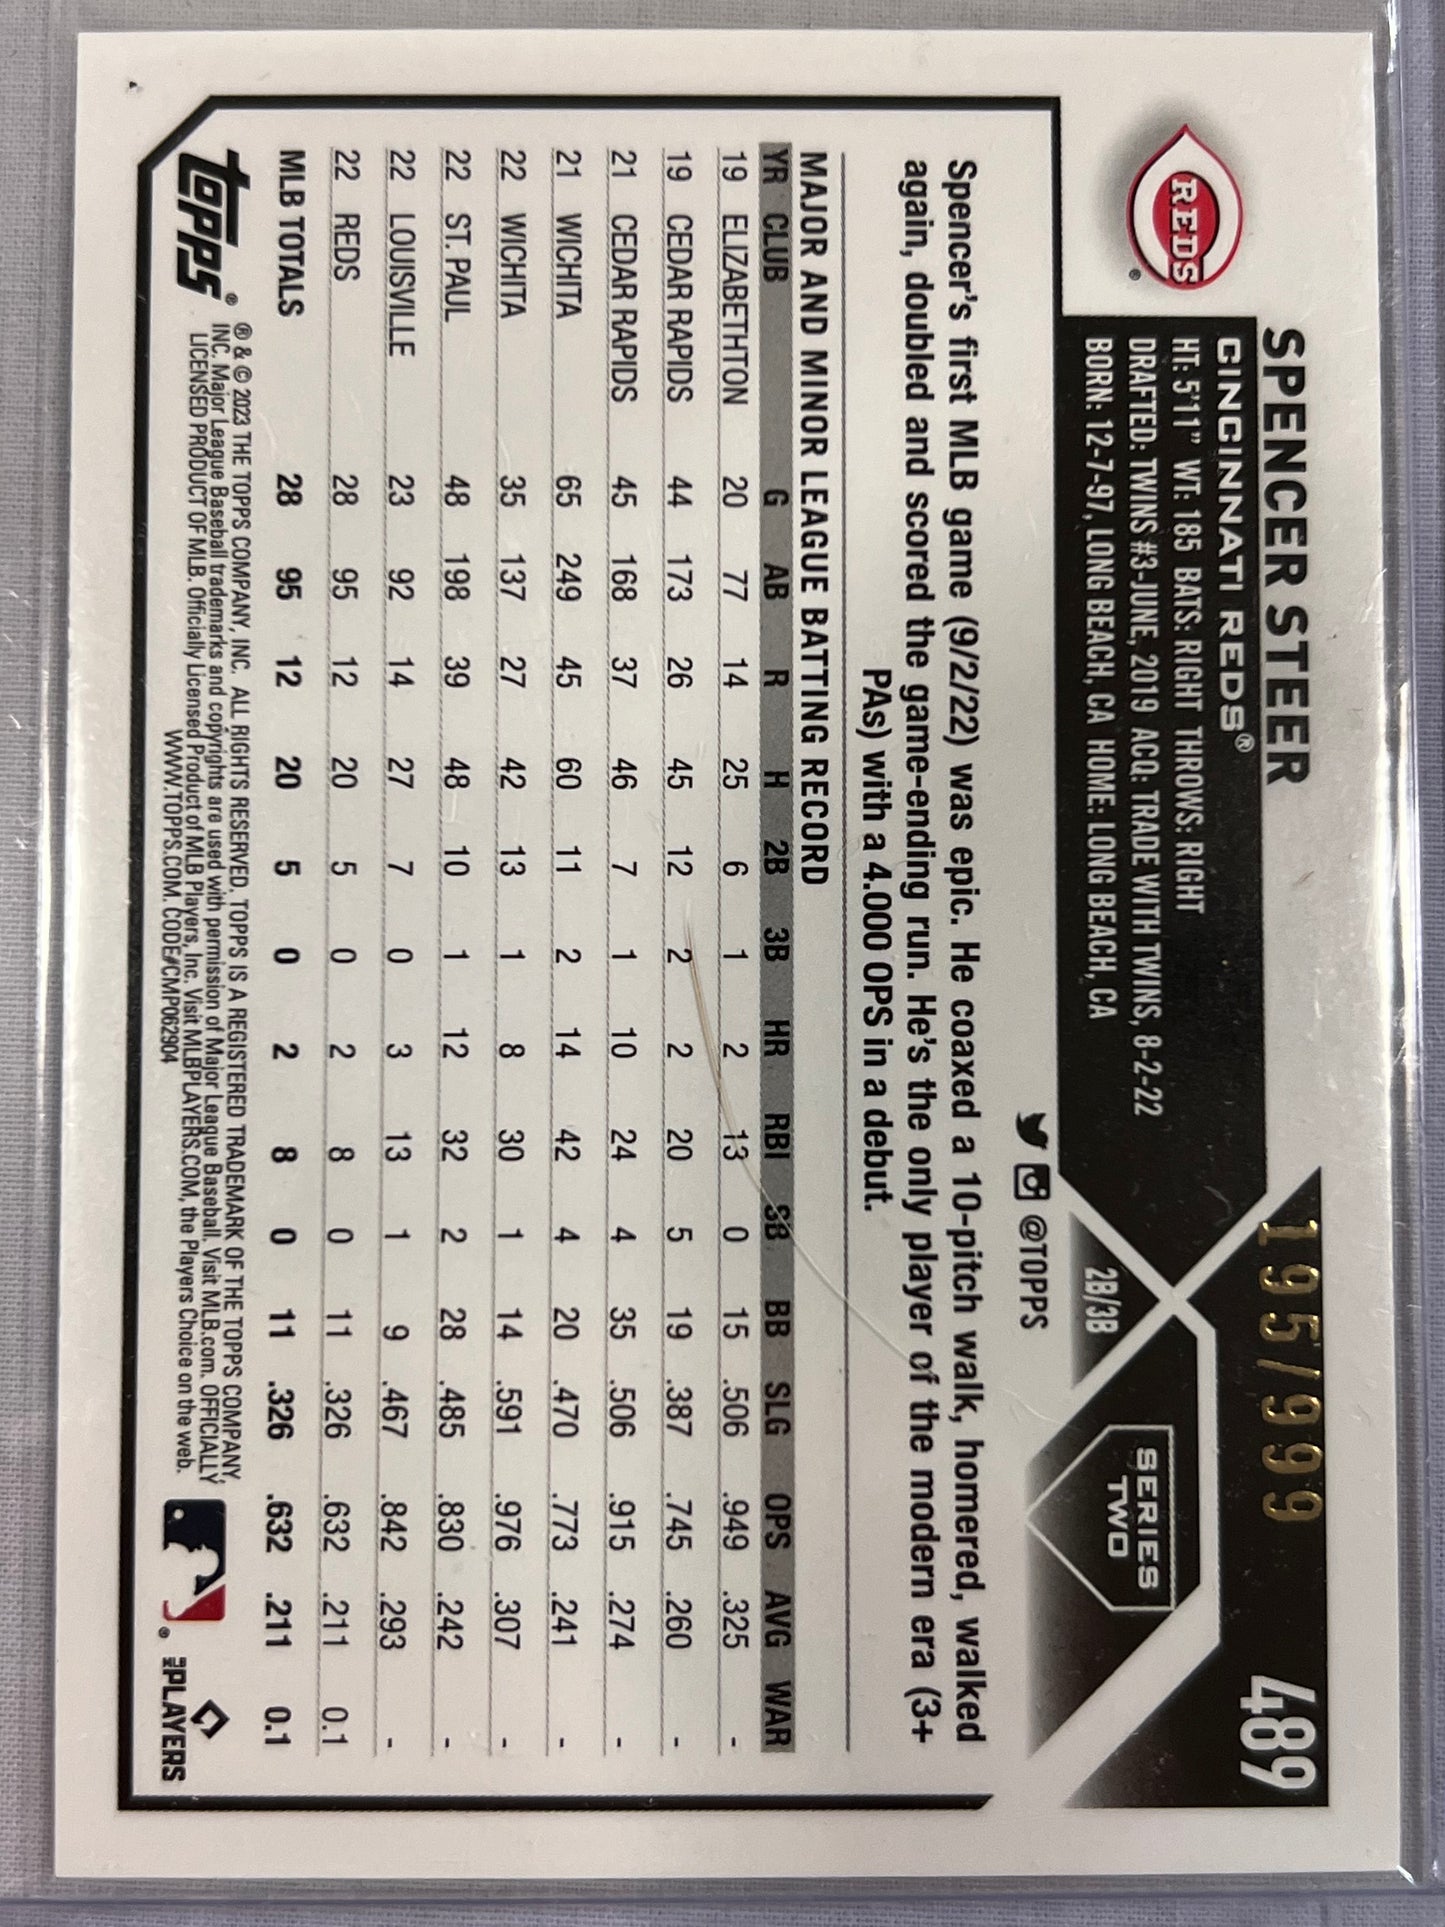 195/999
489
SPENCER STEER
REDS
®
CINCINNATI REDS®
HT: 5'11" WT: 185 BATS: RIGHT THROWS: RIGHT
DRAFTED: TWINS #3-JUNE, 2019 ACQ: TRADE WITH TWINS, 8-2-22
BORN: 12-7-97, LONG BEACH, CA HOME: LONG BEACH, CA
SERIES
TWO
2B/3B
@TOPPS
Spencer's first MLB game (9/2/22) was epic. He coaxed a 10-pitch walk, homered, walked
again, doubled and scored the game-ending run. He's the only player of the modern era (3+
PAs) with a 4.000 OPS in a debut.
MAJOR AND MINOR LEAGUE BATTING RECORD
YR CLUB G AB R H 2B 3B HR RBI SB BB SLG OPS AVG WAR
19 ELIZABETHTON 20 77 14 25 6 1 2 13 0 15 .506 .949 .325 -
19 CEDAR RAPIDS 44 173 26 45 12 2 2 20 5 19 .387 .745 .260 -
21 CEDAR RAPIDS 45 168 37 46 7 1 10 24 4 35 .506 .915 .274 -
21 WICHITA 65 249 45 60 11 2 14 42 4 20 .470 .773 .241 -
22 WICHITA 35 137 27 42 13 1 8 30 1 14 .591 .976 .307 -
22 ST. PAUL 48 198 39 48 10 1 12 32 2 28 .485 .830 .242 -
22 LOUISVILLE 23 92 14 27 7 0 3 13 1 9 .467 .842 .293 -
22 REDS 28 95 12 20 5 0 2 8 0 11 .326 .632 .211 0.1
MLB TOTALS 28 95 12 20 5 0 2 8 0 11 .326 .632 .211 0.1
topps®
® & © 2023 THE TOPPS COMPANY, INC. ALL RIGHTS RESERVED. TOPPS IS A REGISTERED TRADEMARK OF THE TOPPS COMPANY,
INC. Major League Baseball trademarks and copyrights are used with permission of Major League Baseball. Visit MLB.com. OFFICIALLY
LICENSED PRODUCT OF MLB. Officially Licensed Product of MLB Players, Inc. Visit MLBPLAYERS.COM, the Players Choice on the web.
WWW.TOPPS.COM. CODE#CMP062904
®
MLB PLAYERS